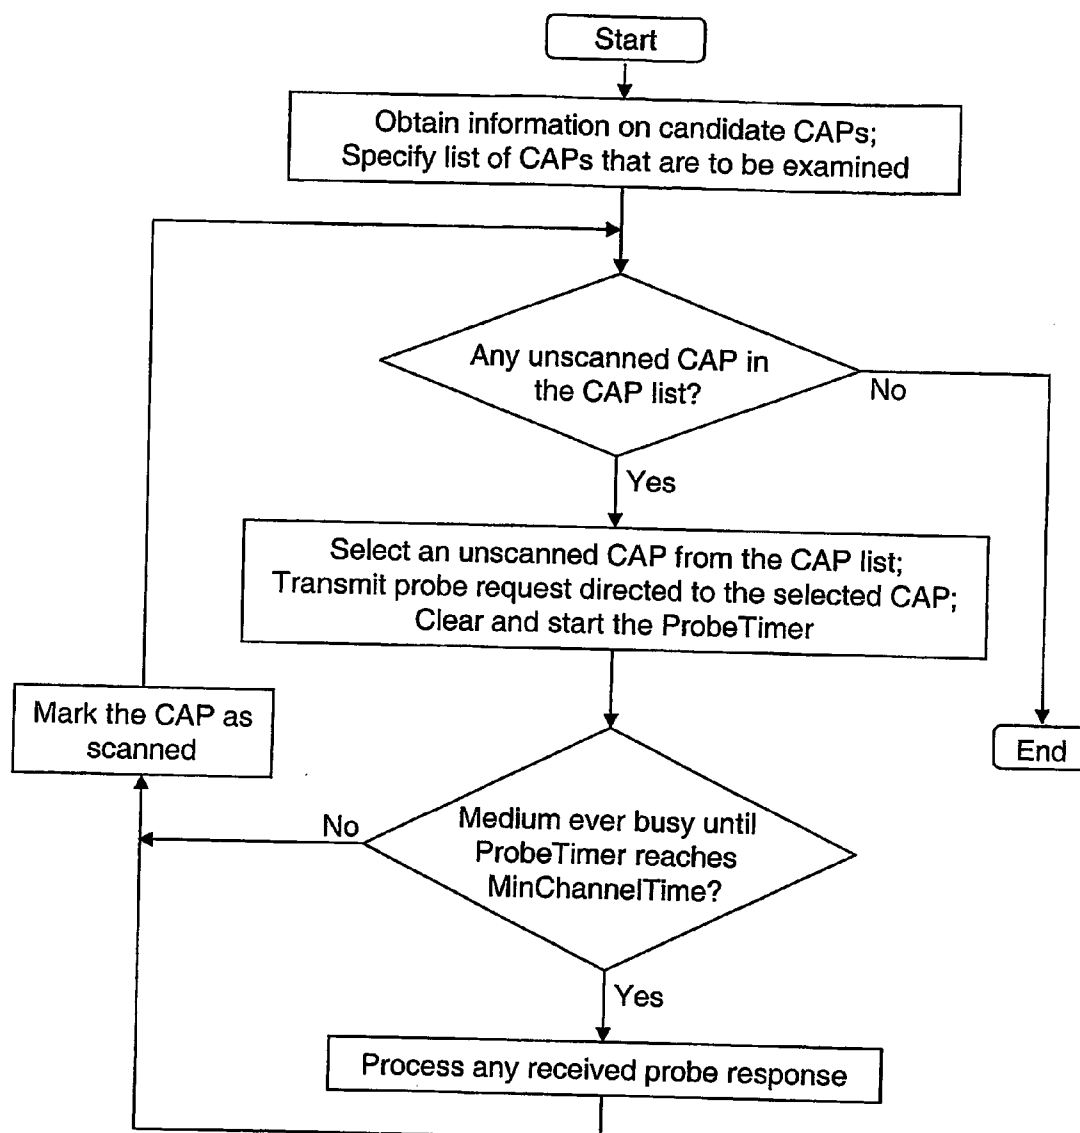 Start
Obtain information on candidate CAPs;
Specify list of CAPs that are to be examined
Any unscanned CAP in
the CAP list?
No
Yes
Select an unscanned CAP from the CAP list;
Transmit probe request directed to the selected CAP;
Clear and start the ProbeTimer
Mark the CAP as
scanned
End
No
Medium ever busy until
ProbeTimer reaches
MinChannelTime?
Yes
Process any received probe response